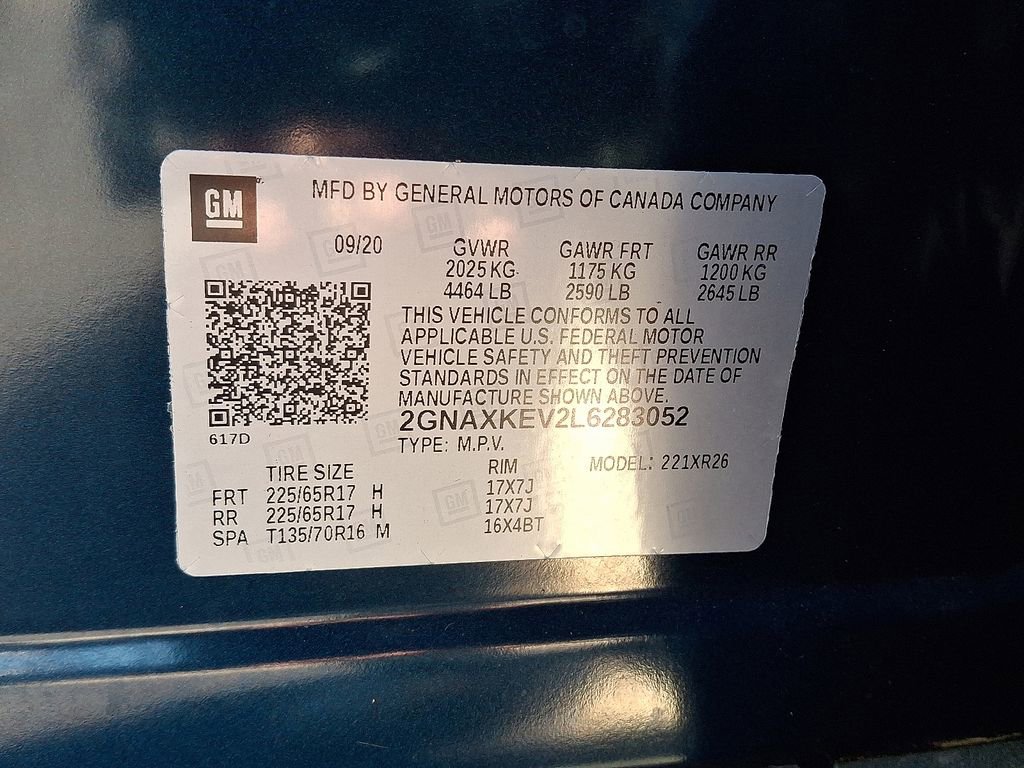 GM MFD BY GENERAL MOTORS OF CANADA COMPANY
09/20 GVWR GAWR FRT GAWR RR
2025 KG 1175 KG 1200 KG
4464 LB 2590 LB 2645 LB
THIS VEHICLE CONFORMS TO ALL
APPLICABLE U.S. FEDERAL MOTOR
VEHICLE SAFETY AND THEFT PREVENTION
STANDARDS IN EFFECT ON THE DATE OF
MANUFACTURE SHOWN ABOVE.
2GNAXKEV2L6283052
617D TYPE: M.P.V.
TIRE SIZE RIM MODEL: 221XR26
FRT 225/65R17 H 17X7J
RR 225/65R17 H 17X7J
SPA T135/70R16 M 16X4BT